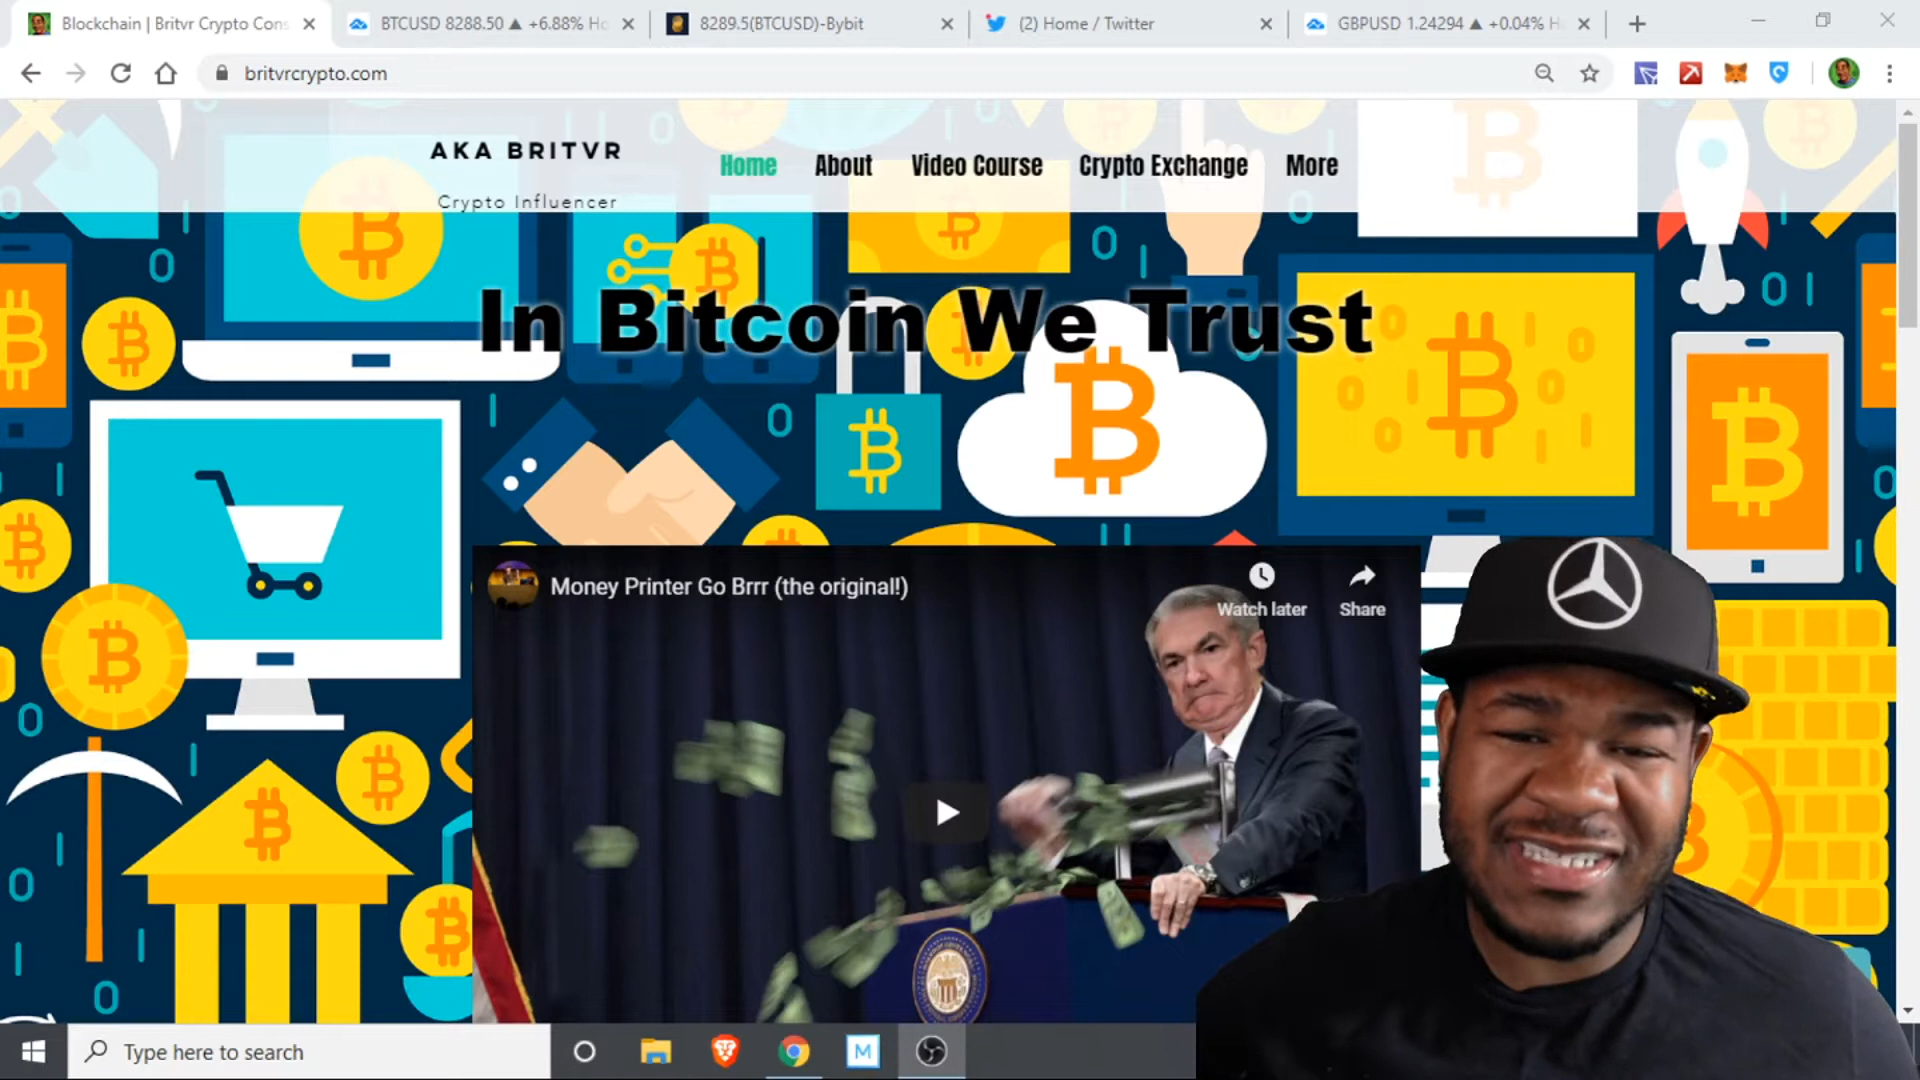 Blockchain | Britvr Crypto Cons
BTCUSD 8288.50 ▲ +6.88% Ho
8289.5(BTCUSD)-Bybit
(2) Home / Twitter
GBPUSD 1.24294 ▲ +0.04% H
britvrcrypto.com
AKA BRITVR
Crypto Influencer
Home
About
Video Course
Crypto Exchange
More
In Bitcoin We Trust
Money Printer Go Brrr (the original!)
Watch later
Share
Type here to search
M